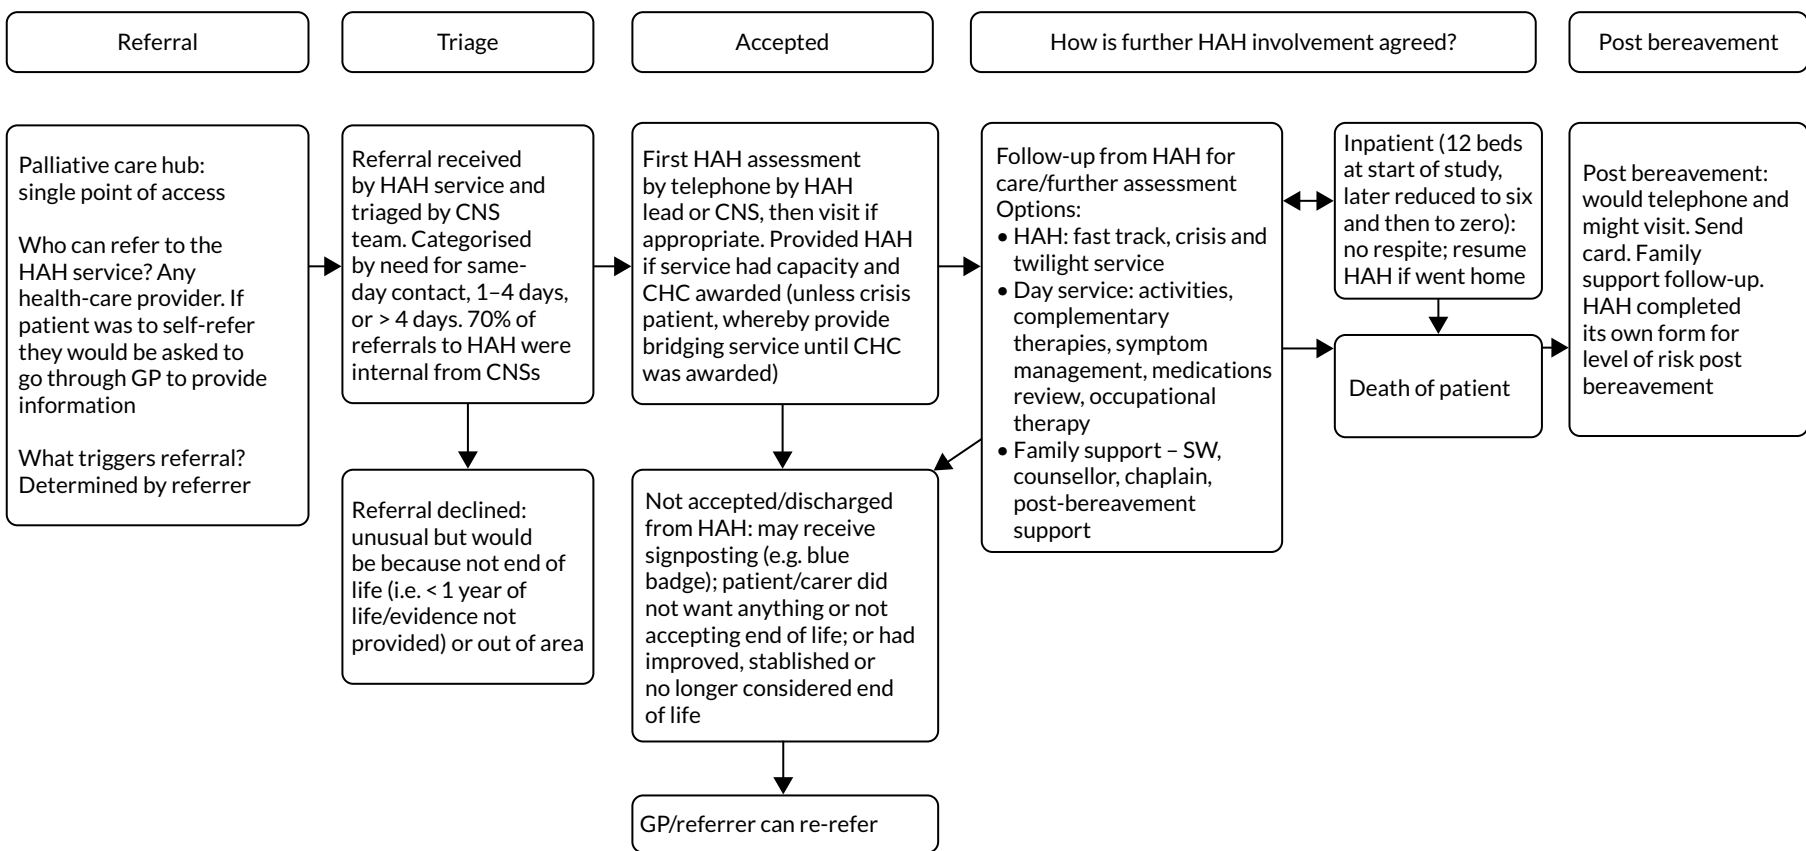 Referral
Triage
Accepted
How is further HAH involvement agreed?
Post bereavement
Palliative care hub:
single point of access
Who can refer to the
HAH service? Any
health-care provider. If
patient was to self-refer
they would be asked to
go through GP to provide
information
What triggers referral?
Determined by referrer
Referral received
by HAH service and
triaged by CNS
team. Categorised
by need for same-
day contact, 1–4 days,
or > 4 days. 70% of
referrals to HAH were
internal from CNSs
Referral declined:
unusual but would
be because not end of
life (i.e. < 1 year of
life/evidence not
provided) or out of area
First HAH assessment
by telephone by HAH
lead or CNS, then visit if
appropriate. Provided HAH
if service had capacity and
CHC awarded (unless crisis
patient, whereby provide
bridging service until CHC
was awarded)
Not accepted/discharged
from HAH: may receive
signposting (e.g. blue
badge); patient/carer did
not want anything or not
accepting end of life; or had
improved, stablished or
no longer considered end
of life
GP/referrer can re-refer
Follow-up from HAH for
care/further assessment
Options:
• HAH: fast track, crisis and
twilight service
• Day service: activities,
complementary
therapies, symptom
management, medications
review, occupational
therapy
• Family support – SW,
counsellor, chaplain,
post-bereavement
support
Inpatient (12 beds
at start of study,
later reduced to six
and then to zero):
no respite; resume
HAH if went home
Death of patient
Post bereavement:
would telephone and
might visit. Send
card. Family
support follow-up.
HAH completed
its own form for
level of risk post
bereavement